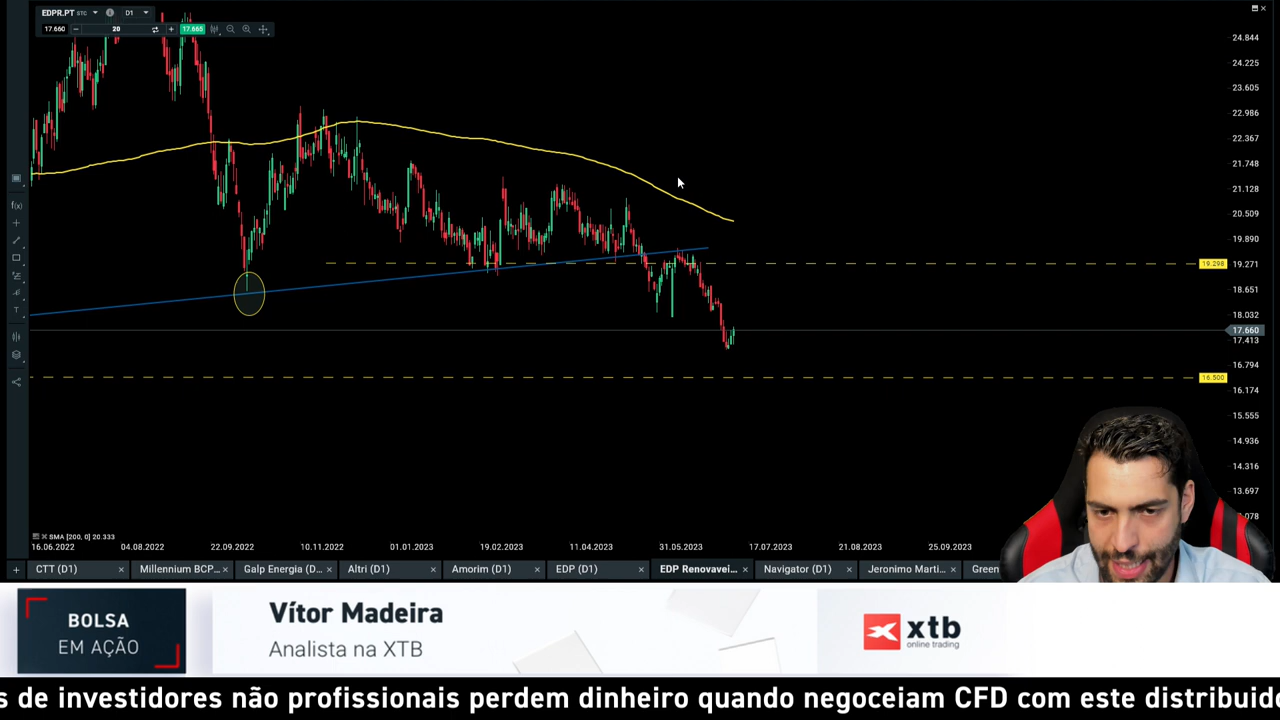 EDPR.PT STC D1
17.660 20 17.665
24.844
24.225
23.605
22.986
22.367
21.748
21.128
20.509
19.890
19.298
19.271
18.651
18.032
17.660
17.413
16.794
16.500
16.174
15.555
14.936
14.316
13.697
.078
f(x)
T
SMA [200, 0] 20.333
16.06.2022 04.08.2022 22.09.2022 10.11.2022 01.01.2023 19.02.2023 11.04.2023 31.05.2023 17.07.2023 21.08.2023 25.09.2023
CTT (D1) Millennium BCP... Galp Energia (D... Altri (D1) Amorim (D1) EDP (D1) EDP Renovavei... Navigator (D1) Jeronimo Marti... Green
BOLSA
EM AÇÃO
Vítor Madeira
Analista na XTB
xtb
online trading
s de investidores não profissionais perdem dinheiro quando negoceiam CFD com este distribuid